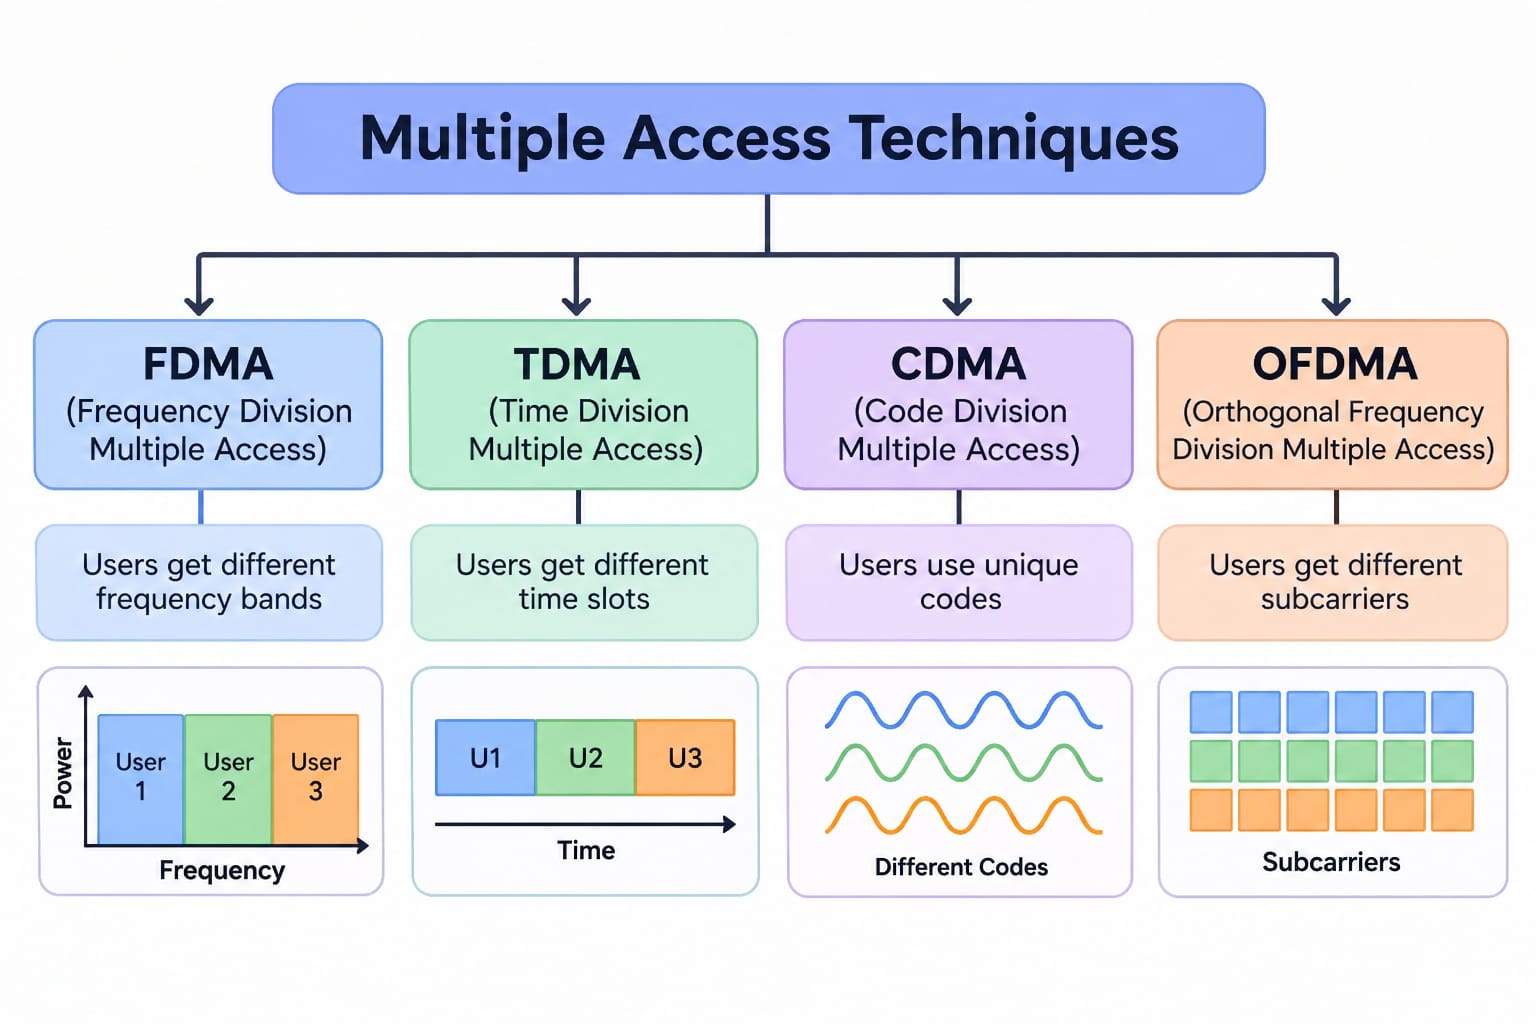 Multiple Access Techniques
FDMA
(Frequency Division
Multiple Access)
TDMA
(Time Division
Multiple Access)
CDMA
(Code Division
Multiple Access)
OFDMA
(Orthogonal Frequency
Division Multiple Access)
Users get different
frequency bands
Users get different
time slots
Users use unique
codes
Users get different
subcarriers
Power
User
1
User
2
User
3
Frequency
U1
U2
U3
Time
Different Codes
Subcarriers